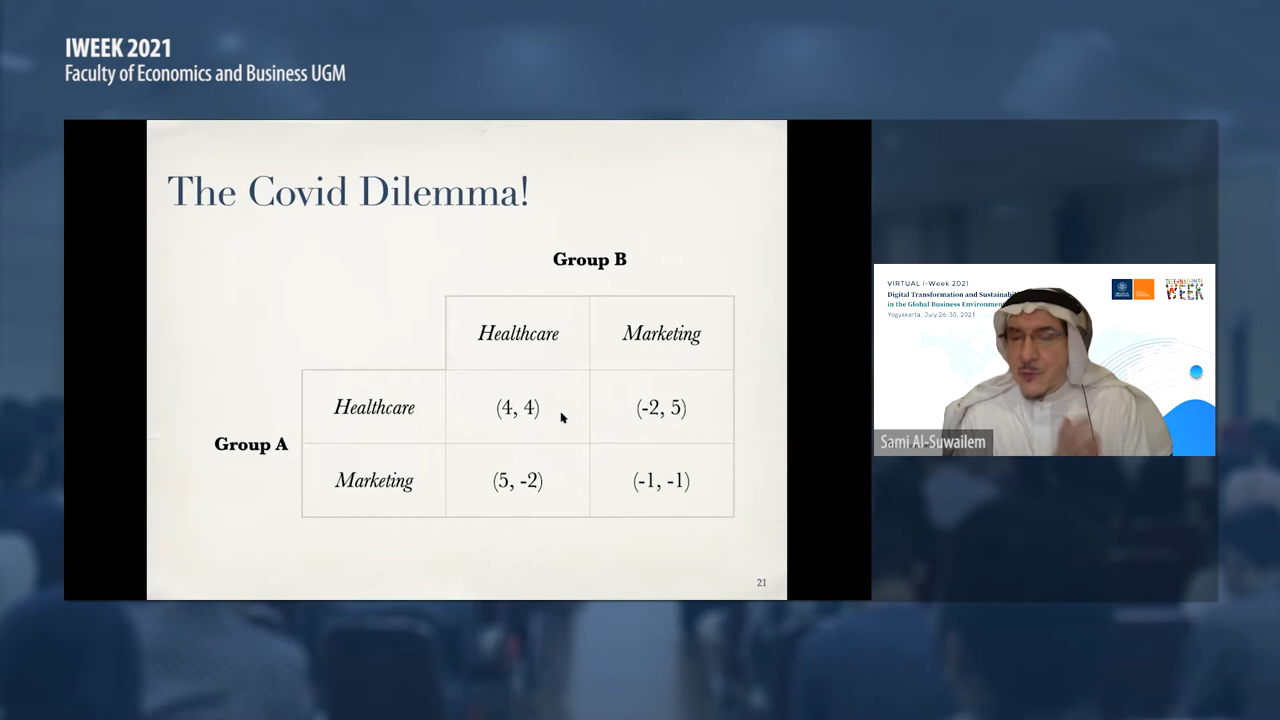 IWEEK 2021
Faculty of Economics and Business UGM
The Covid Dilemma!
Group B
Healthcare Marketing
Healthcare (4, 4) (-2, 5)
Group A
Marketing (5, -2) (-1, -1)
21
VIRTUAL i-Week 2021
Digital Transformation and
in the Global Business
Yogyakarta, July 26-30, 2021
WEEK
Sami Al-Suwailem